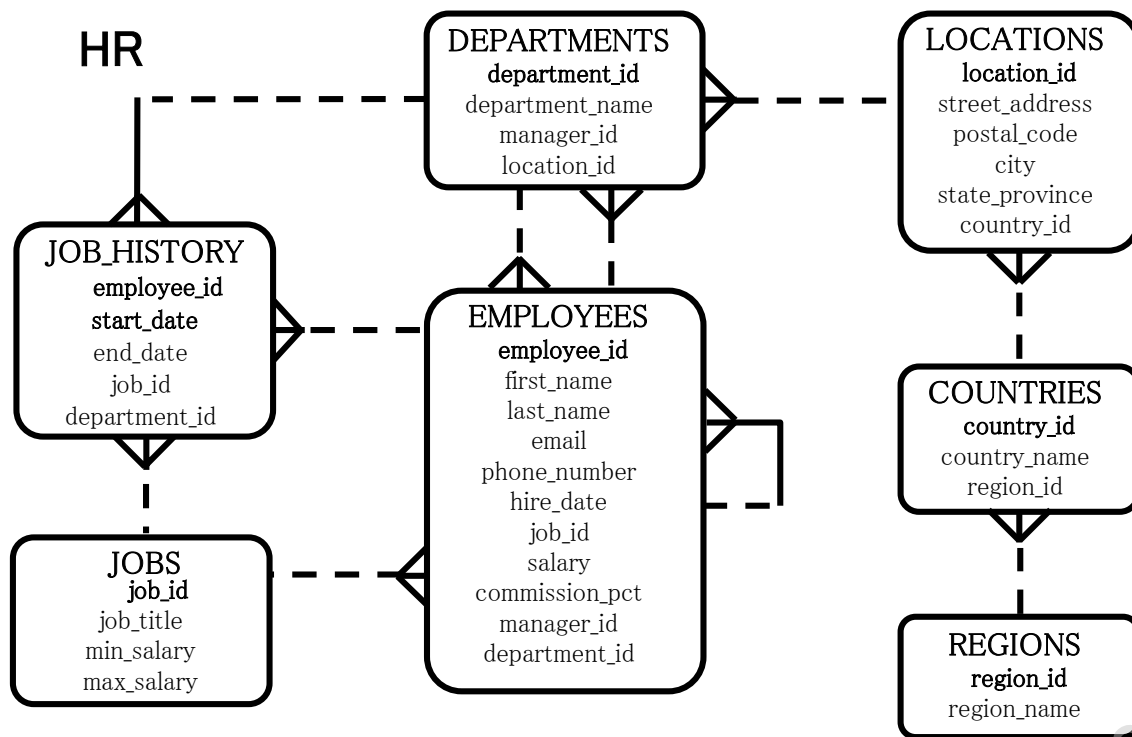 HR
DEPARTMENTS
department_id
department_name
manager_id
location_id
LOCATIONS
location_id
street_address
postal_code
city
state_province
country_id
JOB_HISTORY
employee_id
start_date
end_date
job_id
department_id
EMPLOYEES
employee_id
first_name
last_name
email
phone_number
hire_date
job_id
salary
commission_pct
manager_id
department_id
COUNTRIES
country_id
country_name
region_id
JOBS
job_id
job_title
min_salary
max_salary
REGIONS
region_id
region_name